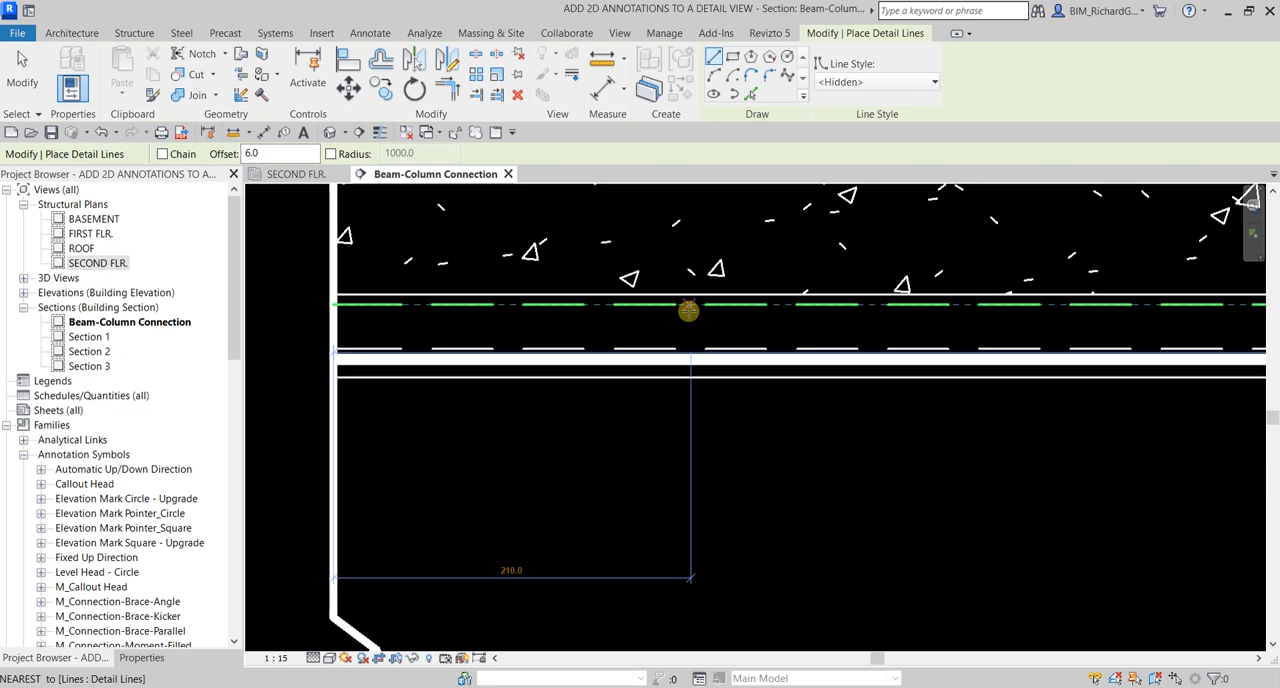 ADD 2D ANNOTATIONS TO A DETAIL VIEW - Section: Beam-Colum... Type a keyword or phrase BIM_RichardG...
File Architecture Structure Steel Precast Systems Insert Annotate Analyze Massing & Site Collaborate View Manage Add-Ins Revizto 5 Modify | Place Detail Lines
Modify Paste Notch Cut Join Activate Line Style: <Hidden>
Select Properties Clipboard Geometry Controls Modify View Measure Create Draw Line Style
Modify | Place Detail Lines Chain Offset: 6.0 Radius: 1000.0
Project Browser - ADD 2D ANNOTATIONS TO A... SECOND FLR. Beam-Column Connection
Views (all)
Structural Plans
BASEMENT
FIRST FLR.
ROOF
SECOND FLR.
3D Views
Elevations (Building Elevation)
Sections (Building Section)
Beam-Column Connection
Section 1
Section 2
Section 3
Legends
Schedules/Quantities (all)
Sheets (all)
Families
Analytical Links
Annotation Symbols
Automatic Up/Down Direction
Callout Head
Elevation Mark Circle - Upgrade
Elevation Mark Pointer_Circle
Elevation Mark Pointer_Square
Elevation Mark Square - Upgrade
Fixed Up Direction
Level Head - Circle
M_Callout Head
M_Connection-Brace-Angle
M_Connection-Brace-Kicker
M_Connection-Brace-Parallel
M_Connection-Moment-Filled
210.0
Project Browser - ADD... Properties 1 : 15
NEAREST to [Lines : Detail Lines] :0 Main Model :0